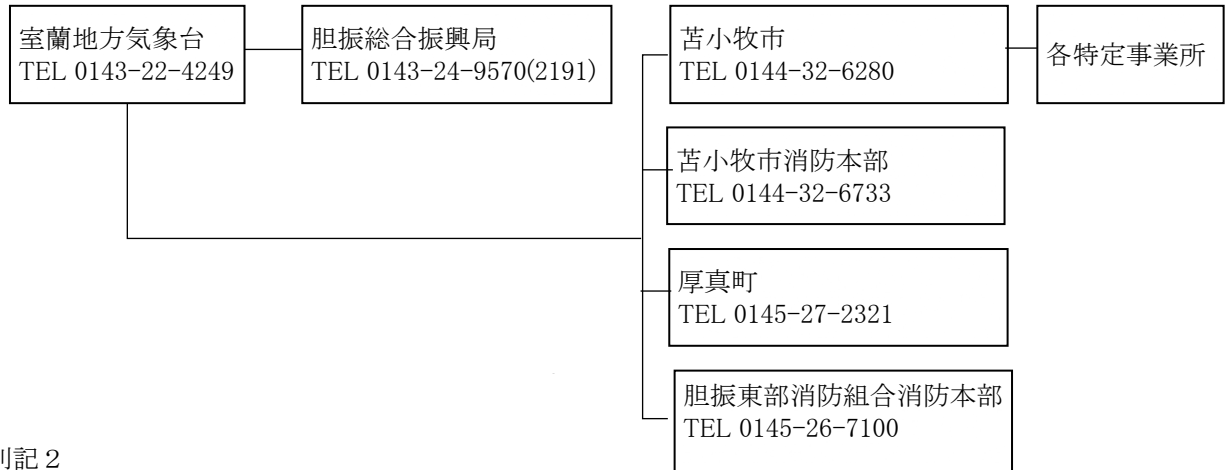 室蘭地方気象台
TEL 0143-22-4249
胆振総合振興局
TEL 0143-24-9570(2191)
苫小牧市
TEL 0144-32-6280
各特定事業所
苫小牧市消防本部
TEL 0144-32-6733
厚真町
TEL 0145-27-2321
胆振東部消防組合消防本部
TEL 0145-26-7100
別記２